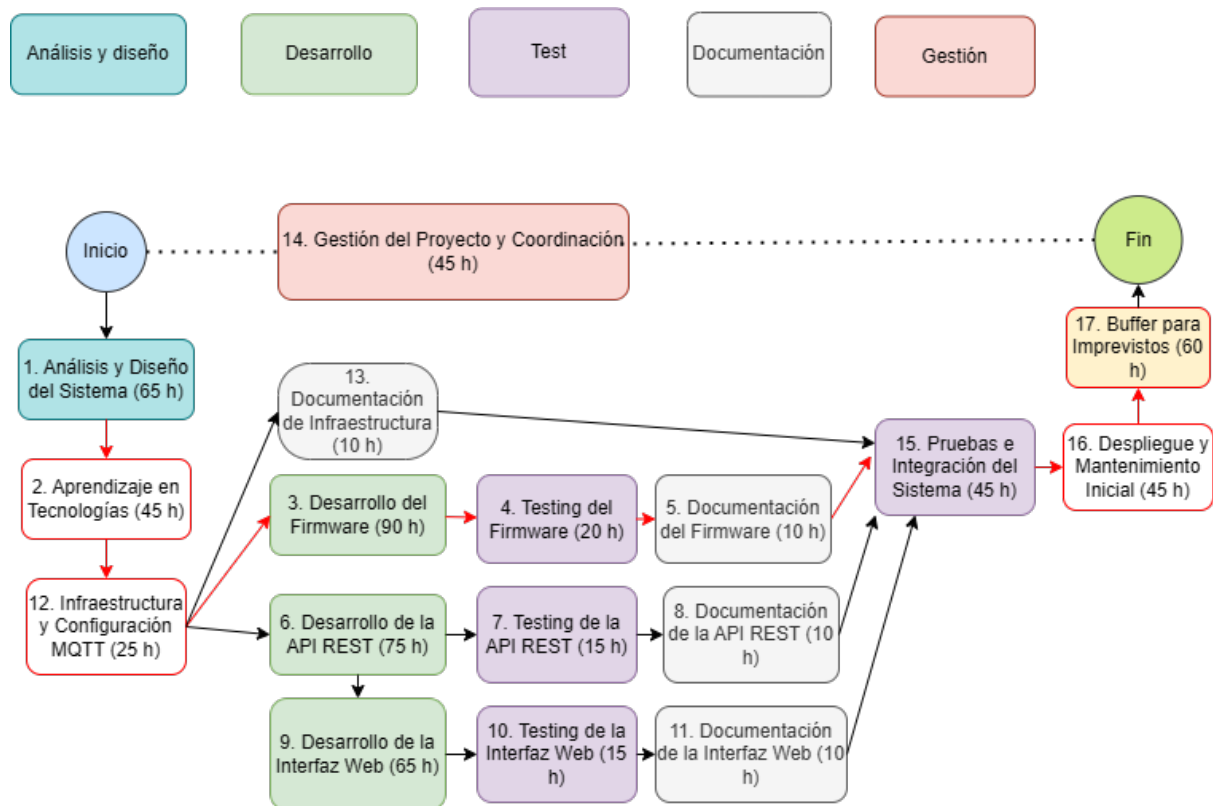 Análisis y diseño
Desarrollo
Test
Documentación
Gestión
Inicio
14. Gestión del Proyecto y Coordinación
(45 h)
Fin
1. Análisis y Diseño
del Sistema (65 h)
13.
Documentación
de Infraestructura
(10 h)
17. Buffer para
Imprevistos (60
h)
2. Aprendizaje en
Tecnologías (45 h)
3. Desarrollo del
Firmware (90 h)
4. Testing del
Firmware (20 h)
5. Documentación
del Firmware (10 h)
15. Pruebas e
Integración del
Sistema (45 h)
16. Despliegue y
Mantenimiento
Inicial (45 h)
12. Infraestructura
y Configuración
MQTT (25 h)
6. Desarrollo de la
API REST (75 h)
7. Testing de la
API REST (15 h)
8. Documentación
de la API REST (10
h)
9. Desarrollo de la
Interfaz Web (65 h)
10. Testing de la
Interfaz Web (15
h)
11. Documentación
de la Interfaz Web (10
h)